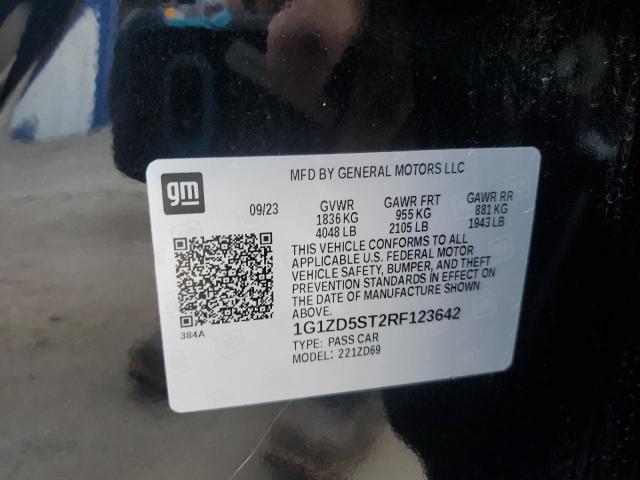 MFD BY GENERAL MOTORS LLC
gm
09/23
GVWR GAWR FRT GAWR RR
1836 KG 955 KG 881 KG
4048 LB 2105 LB 1943 LB
THIS VEHICLE CONFORMS TO ALL
APPLICABLE U.S. FEDERAL MOTOR
VEHICLE SAFETY, BUMPER, AND THEFT
PREVENTION STANDARDS IN EFFECT ON
THE DATE OF MANUFACTURE SHOWN
ABOVE.
384A
1G1ZD5ST2RF123642
TYPE: PASS CAR
MODEL: 221ZD69